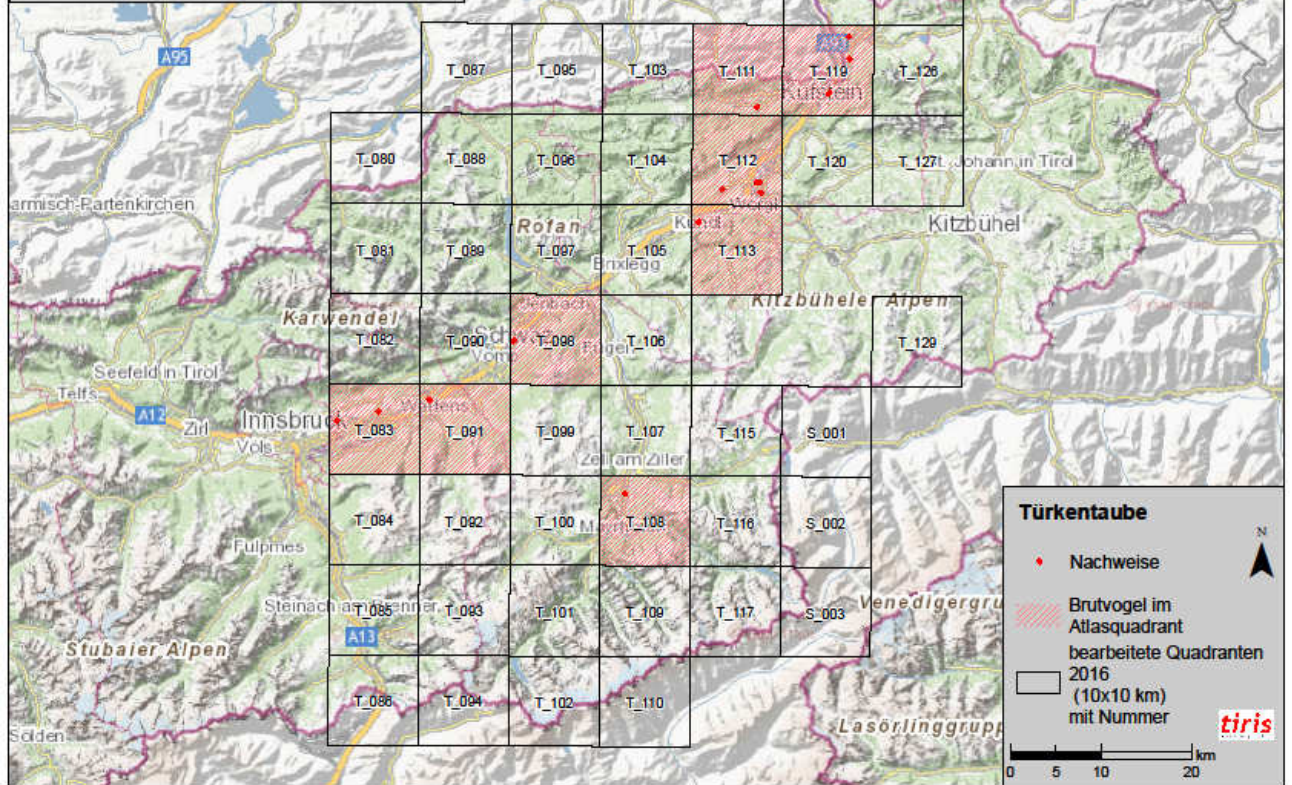 A95
A93
T_087 T_095 T_103 T_111 T_119 T_126
Kufstein
T_080 T_088 T_096 T_104 T_112 T_120 T_127
St. Johann in Tirol
armisch-Partenkirchen
Wörgl
Rofan
Kundl
Kitzbühel
T_081 T_089 T_097 T_105 T_113
Brixlegg
Jenbach
Kitzbüheler Alpen
Karwendel
Schwaz
T_082 T_090 T_098 T_106 T_129
Vomp
Fügen
Seefeld in Tirol
Telfs
A12
Zirl
Innsbruck
Wattens
T_083 T_091 T_099 T_107 T_115 S_001
Völs
Zell am Ziller
T_084 T_092 T_100 T_108 T_116 S_002
Fulpmes
Steinach am Brenner
T_085 T_093 T_101 T_109 T_117 S_003
Venedigergru
A13
Stubaier Alpen
T_086 T_094 T_102 T_110
Sölden
Lasörlinggrupp
Türkentaube
N
Nachweise
Brutvogel im
Atlasquadrant
bearbeitete Quadranten
2016
(10x10 km)
mit Nummer
tiris
km
0 5 10 20